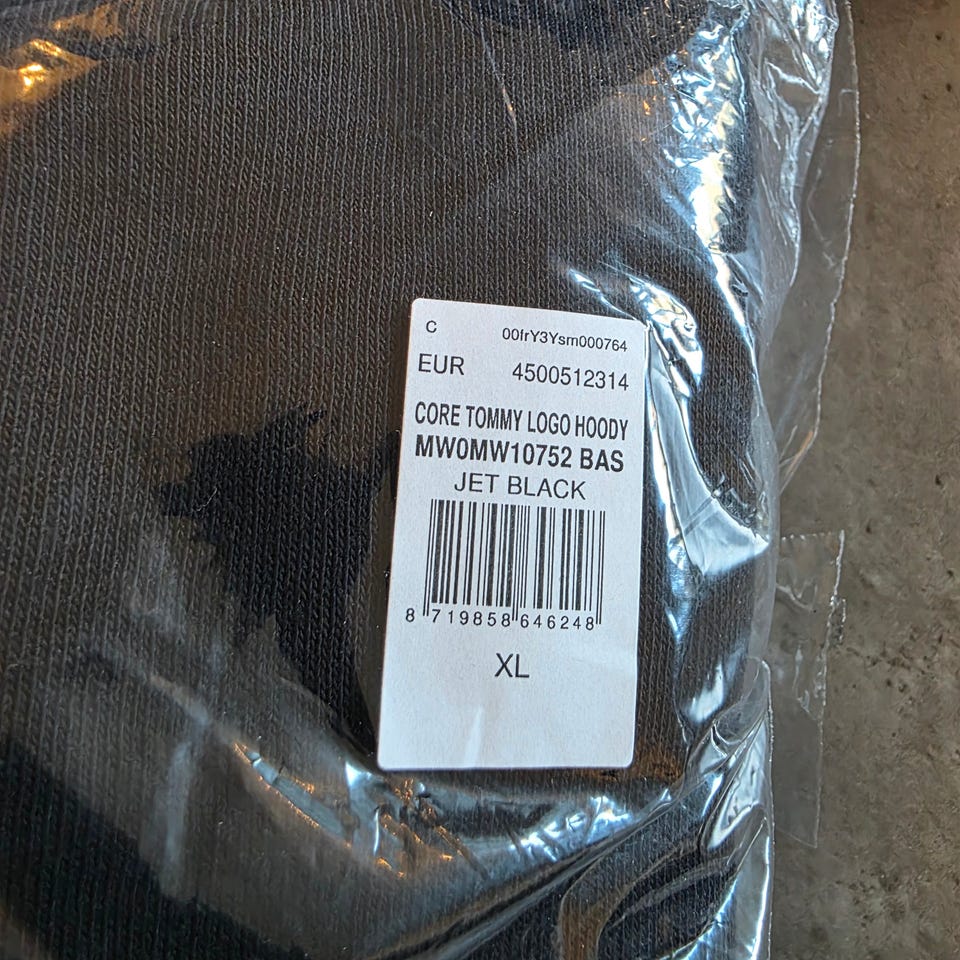 C 00frY3Ysm000764
EUR 4500512314
CORE TOMMY LOGO HOODY
MW0MW10752 BAS
JET BLACK
8 719858 646248
XL